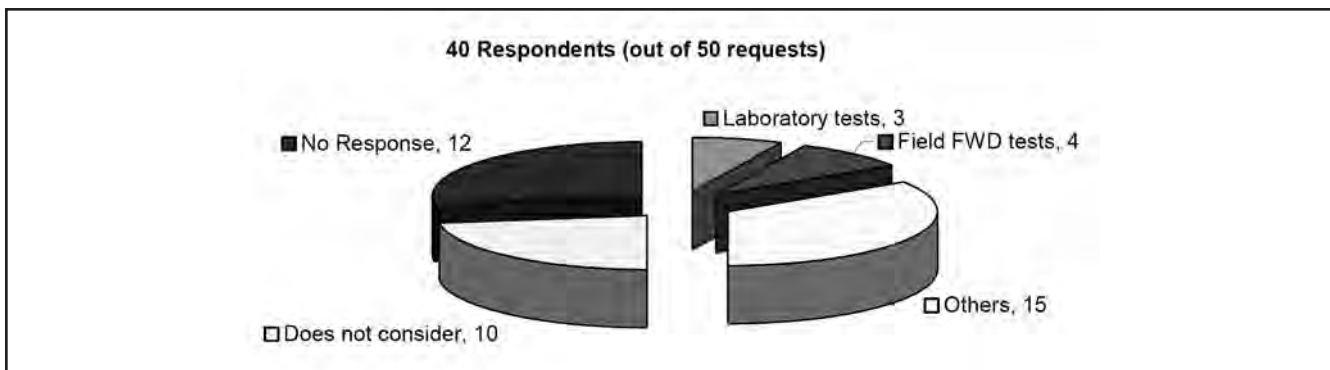 40 Respondents (out of 50 requests)
Laboratory tests, 3
No Response, 12
Field FWD tests, 4
Others, 15
Does not consider, 10